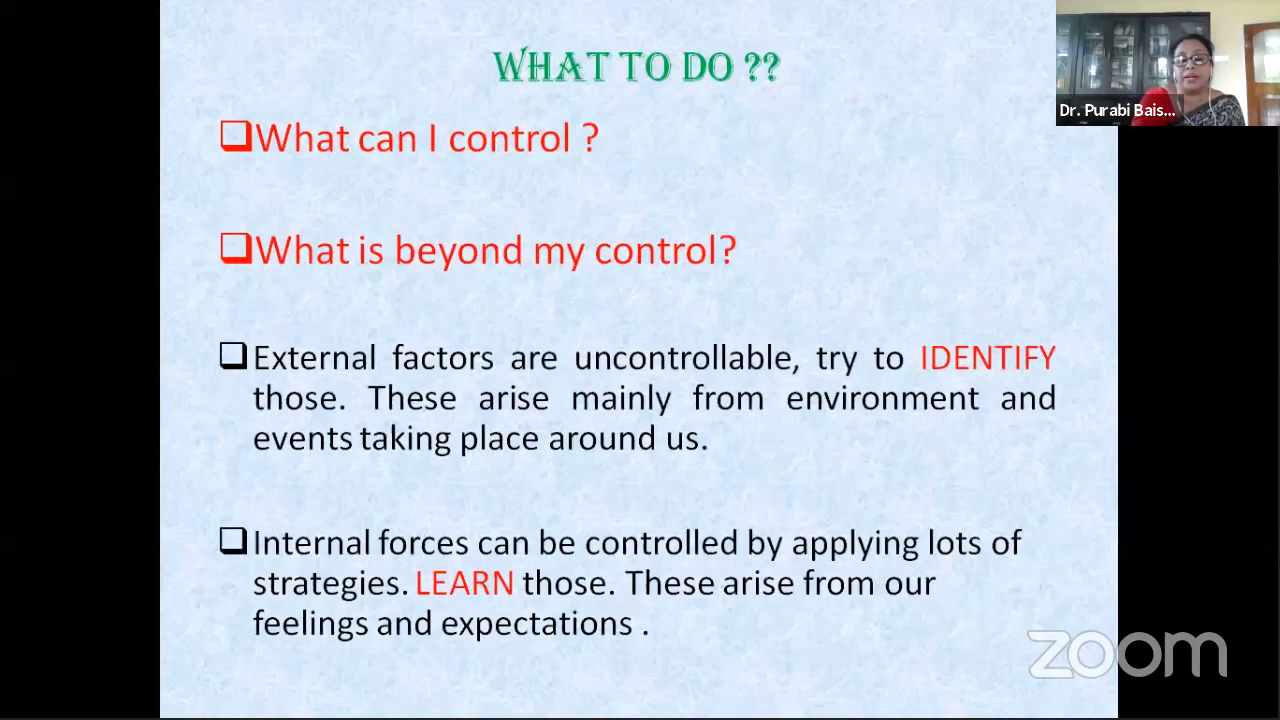 WHAT TO DO ??
What can I control ?
What is beyond my control?
External factors are uncontrollable, try to IDENTIFY
those. These arise mainly from environment and
events taking place around us.
Internal forces can be controlled by applying lots of
strategies. LEARN those. These arise from our
feelings and expectations .
Dr. Purabi Bais...
zoom